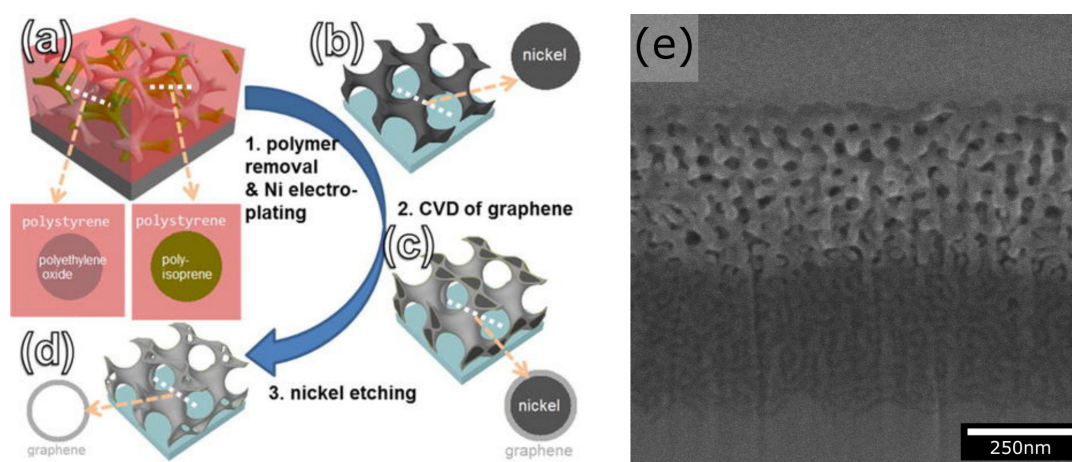 (a)
polystyrene
polyethylene
oxide
polystyrene
poly-
isoprene
1. polymer
removal
& Ni electro-
plating
(b)
nickel
2. CVD of graphene
(c)
nickel
graphene
3. nickel etching
(d)
graphene
(e)
250nm